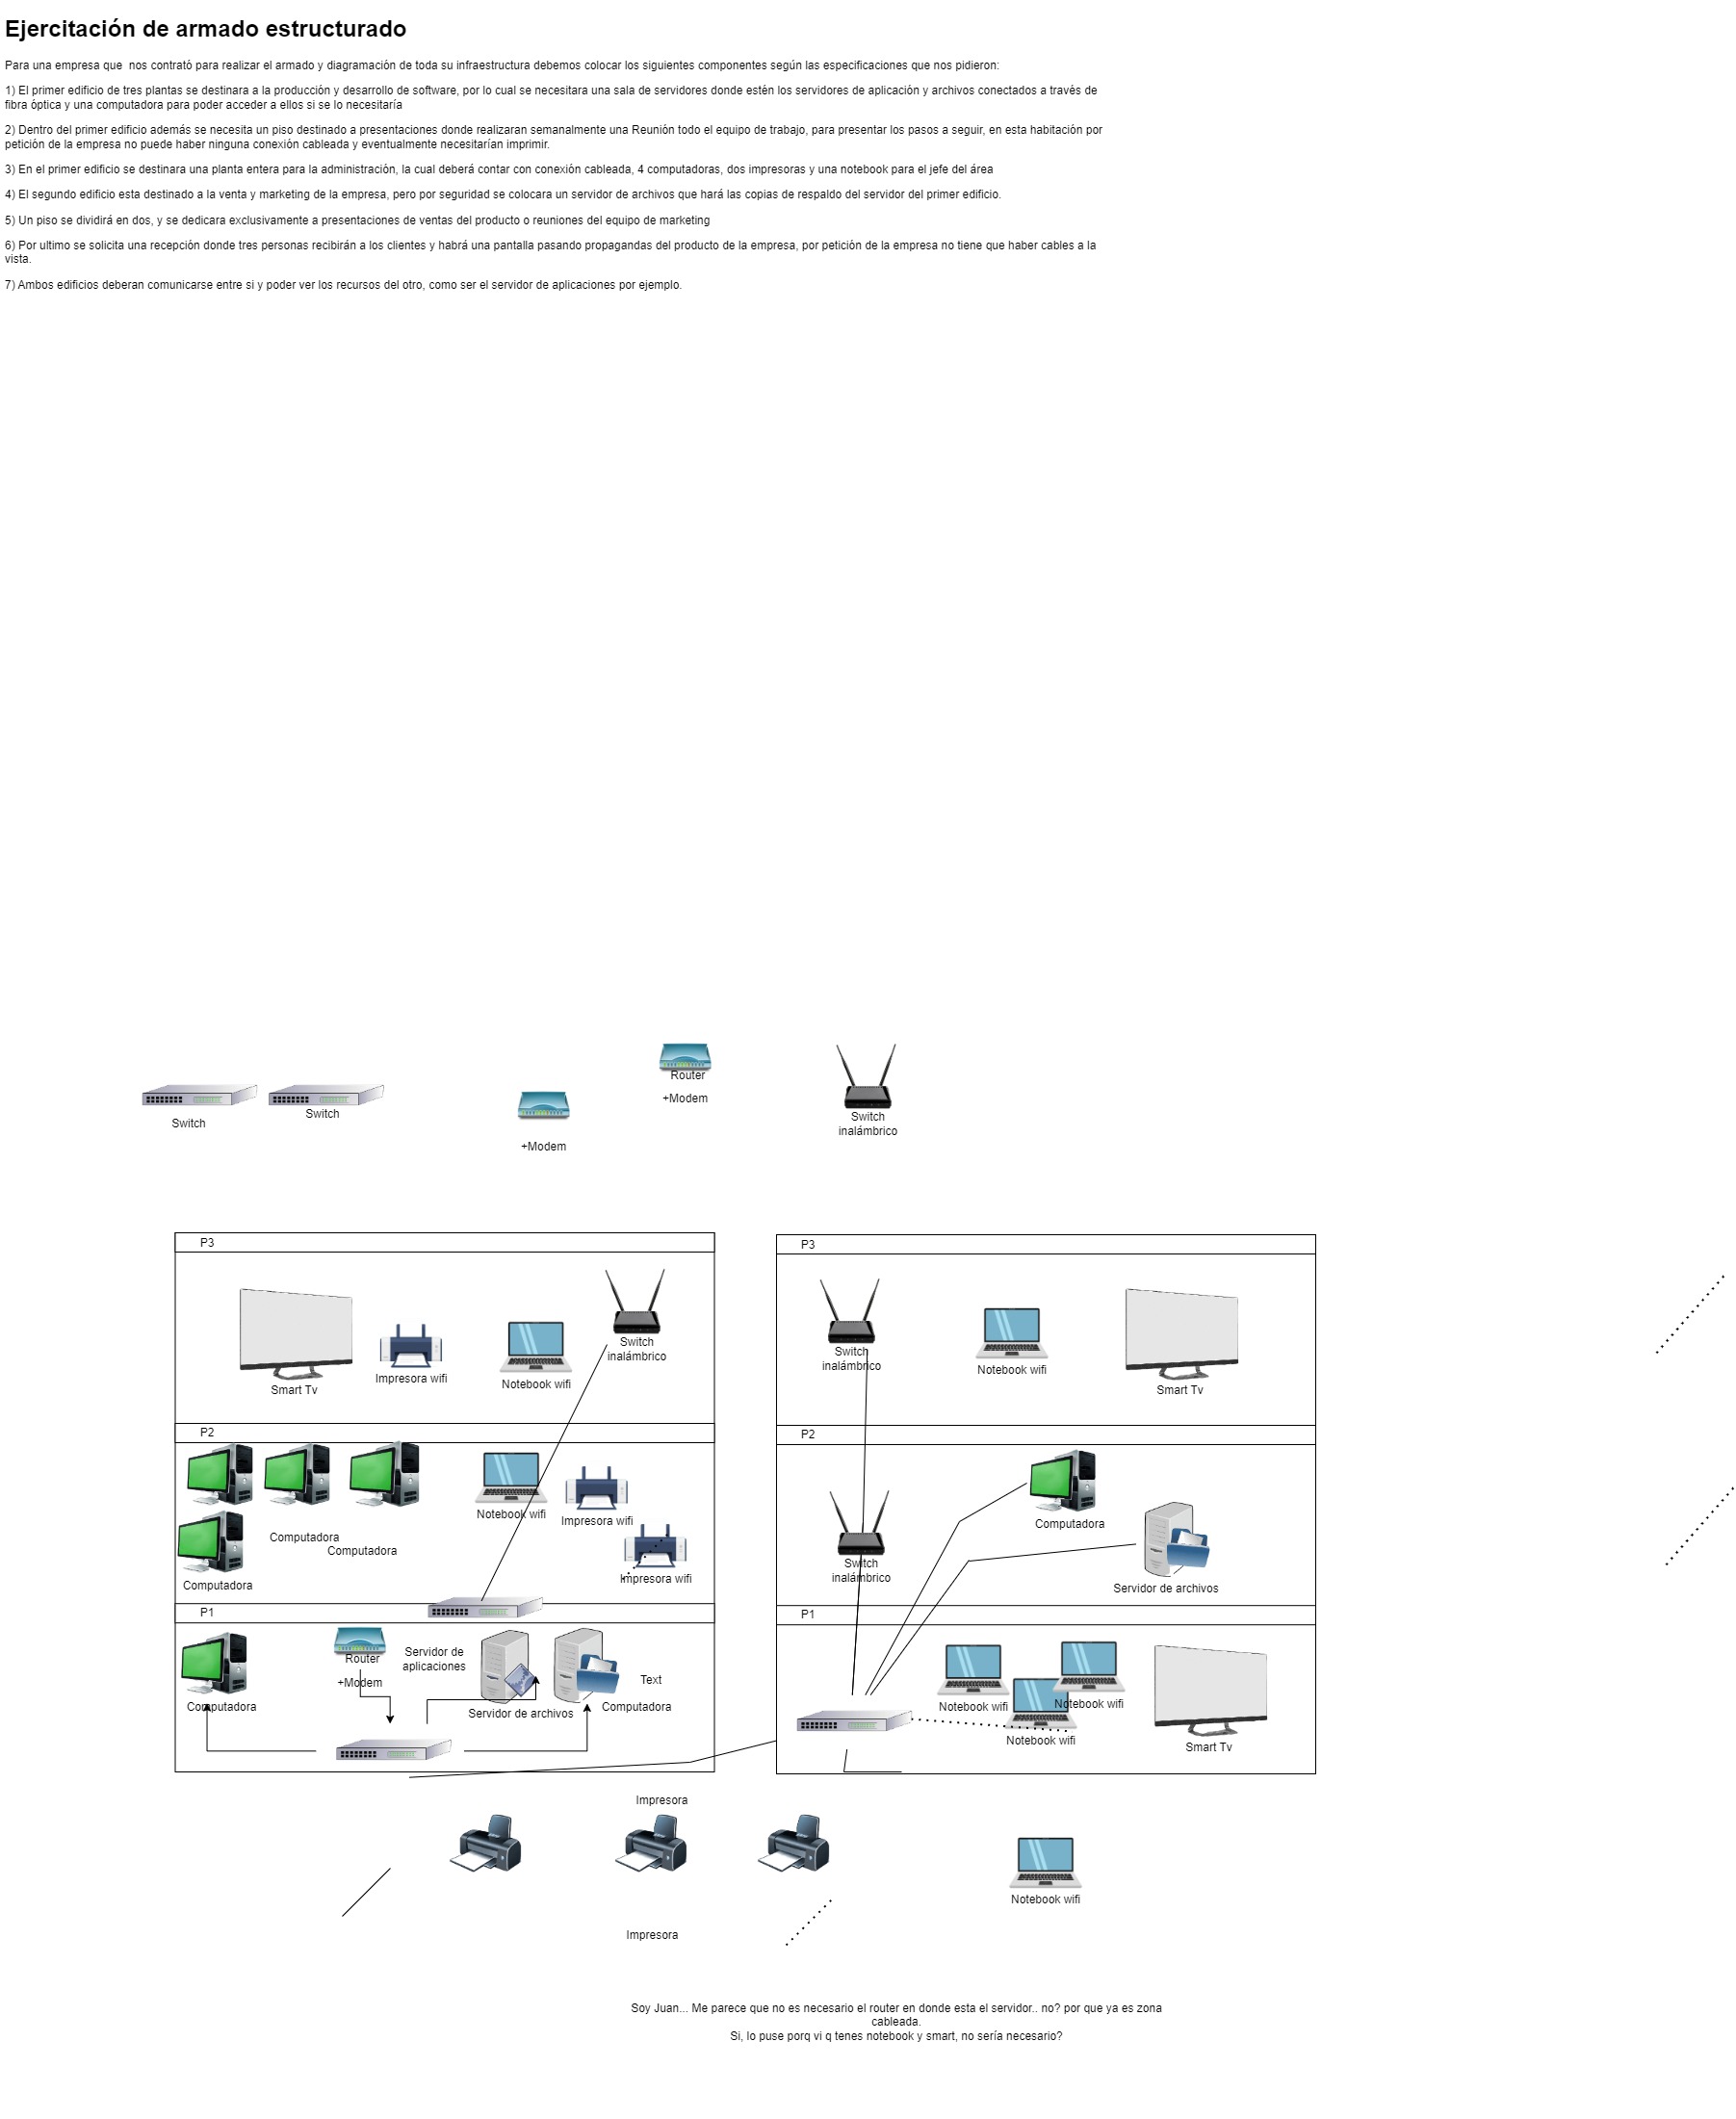 Ejercitación de armado estructurado
Para una empresa que  nos contrató para realizar el armado y diagramación de toda su infraestructura debemos colocar los siguientes componentes según las especificaciones que nos pidieron:
1) El primer edificio de tres plantas se destinara a la producción y desarrollo de software, por lo cual se necesitara una sala de servidores donde estén los servidores de aplicación y archivos conectados a través de
fibra óptica y una computadora para poder acceder a ellos si se lo necesitaría
2) Dentro del primer edificio además se necesita un piso destinado a presentaciones donde realizaran semanalmente una Reunión todo el equipo de trabajo, para presentar los pasos a seguir, en esta habitación por
petición de la empresa no puede haber ninguna conexión cableada y eventualmente necesitarían imprimir.
3) En el primer edificio se destinara una planta entera para la administración, la cual deberá contar con conexión cableada, 4 computadoras, dos impresoras y una notebook para el jefe del área
4) El segundo edificio esta destinado a la venta y marketing de la empresa, pero por seguridad se colocara un servidor de archivos que hará las copias de respaldo del servidor del primer edificio.
5) Un piso se dividirá en dos, y se dedicara exclusivamente a presentaciones de ventas del producto o reuniones del equipo de marketing
6) Por ultimo se solicita una recepción donde tres personas recibirán a los clientes y habrá una pantalla pasando propagandas del producto de la empresa, por petición de la empresa no tiene que haber cables a la
vista.
7) Ambos edificios deberan comunicarse entre si y poder ver los recursos del otro, como ser el servidor de aplicaciones por ejemplo.
Router
+Modem
Switch
Switch
Switch
inalámbrico
+Modem
P3
P3
Switch
inalámbrico
Impresora wifi
Notebook wifi
Smart Tv
Switch
inalámbrico
Notebook wifi
Smart Tv
P2
P2
Notebook wifi
Impresora wifi
Computadora
Computadora
Impresora wifi
Computadora
Computadora
Switch
inalámbrico
Servidor de archivos
P1
P1
Router
+Modem
Servidor de
aplicaciones
Text
Computadora
Servidor de archivos
Computadora
Notebook wifi
Notebook wifi
Notebook wifi
Smart Tv
Impresora
Notebook wifi
Impresora
Soy Juan... Me parece que no es necesario el router en donde esta el servidor.. no? por que ya es zona
cableada.
Si, lo puse porq vi q tenes notebook y smart, no sería necesario?